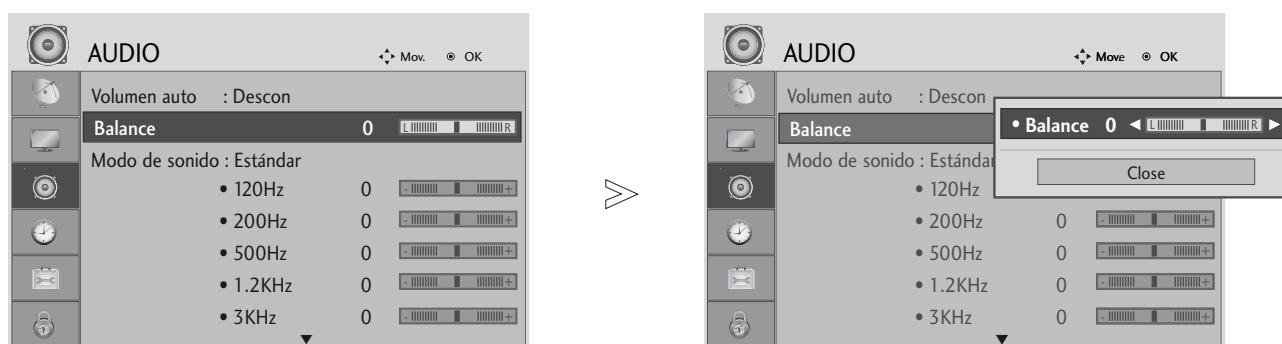 AUDIO
Mov. OK
Volumen auto : Descon
Balance 0 L R
Modo de sonido : Estándar
• 120Hz 0 - +
• 200Hz 0 - +
• 500Hz 0 - +
• 1.2KHz 0 - +
• 3KHz 0 - +
AUDIO
Move OK
Volumen auto : Descon
Balance
• Balance 0 L R
Close
Modo de sonido : Estándar
• 120Hz
• 200Hz 0 - +
• 500Hz 0 - +
• 1.2KHz 0 - +
• 3KHz 0 - +